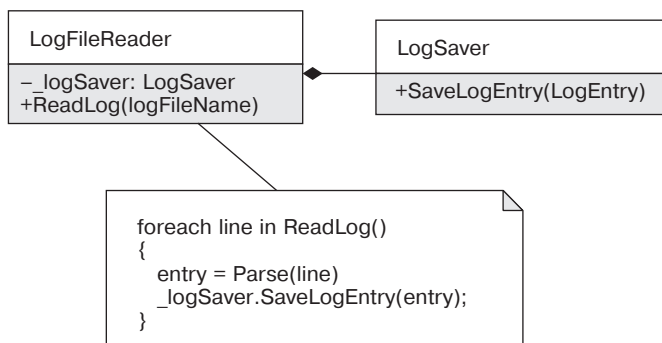 LogFileReader
–_logSaver: LogSaver
+ReadLog(logFileName)
LogSaver
+SaveLogEntry(LogEntry)
foreach line in ReadLog()
{
entry = Parse(line)
_logSaver.SaveLogEntry(entry);
}